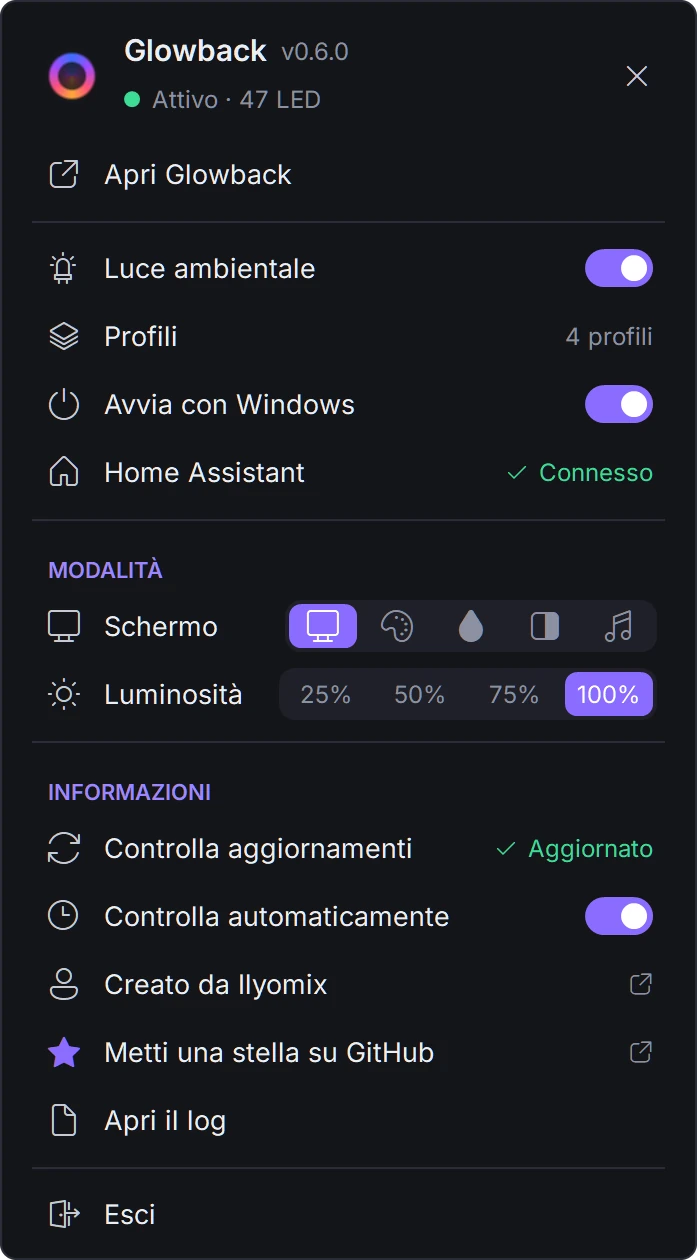 Glowback v0.6.0
Attivo · 47 LED
Apri Glowback
Luce ambientale
Profili 4 profili
Avvia con Windows
Home Assistant Connesso
MODALITÀ
Schermo
Luminosità 25% 50% 75% 100%
INFORMAZIONI
Controlla aggiornamenti Aggiornato
Controlla automaticamente
Creato da Ilyomix
Metti una stella su GitHub
Apri il log
Esci